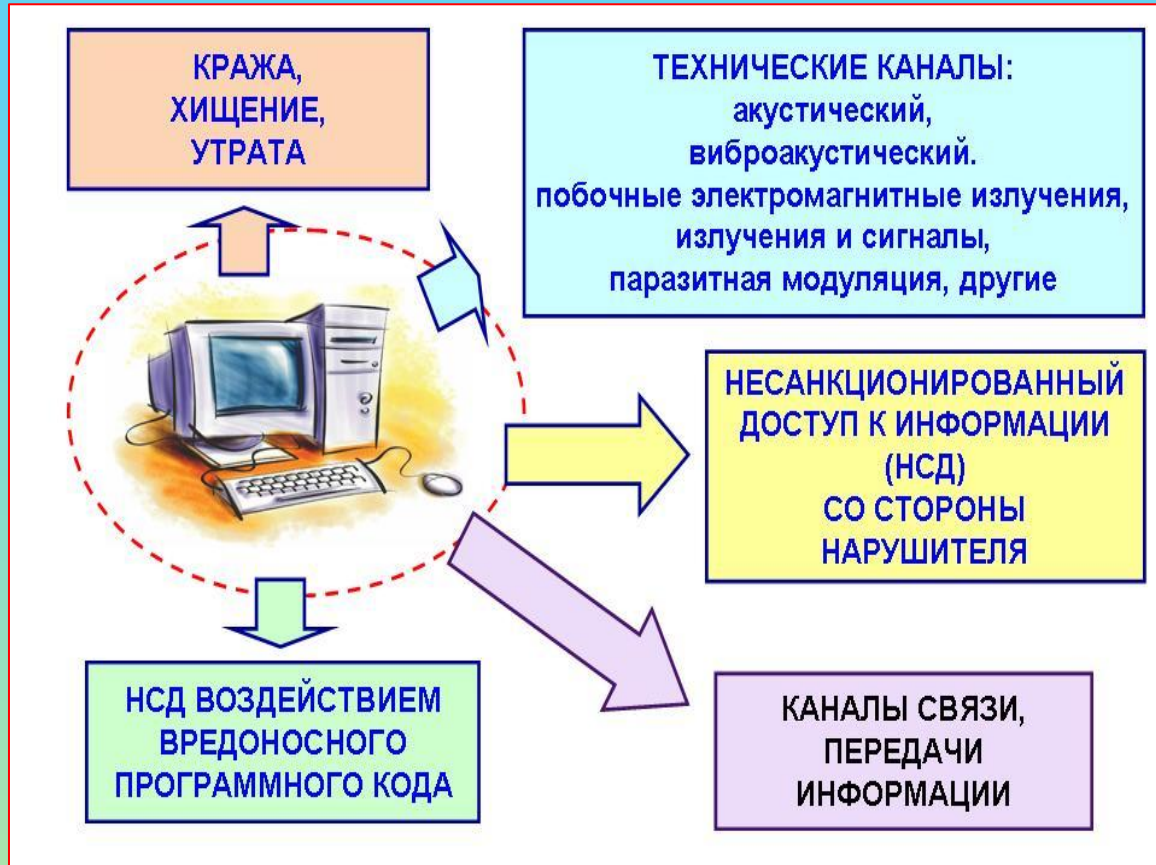 КРАЖА,
ХИЩЕНИЕ,
УТРАТА
ТЕХНИЧЕСКИЕ КАНАЛЫ:
акустический,
виброакустический.
побочные электромагнитные излучения,
излучения и сигналы,
паразитная модуляция, другие
НЕСАНКЦИОНИРОВАННЫЙ
ДОСТУП К ИНФОРМАЦИИ
(НСД)
СО СТОРОНЫ
НАРУШИТЕЛЯ
НСД ВОЗДЕЙСТВИЕМ
ВРЕДОНОСНОГО
ПРОГРАММНОГО КОДА
КАНАЛЫ СВЯЗИ,
ПЕРЕДАЧИ
ИНФОРМАЦИИ